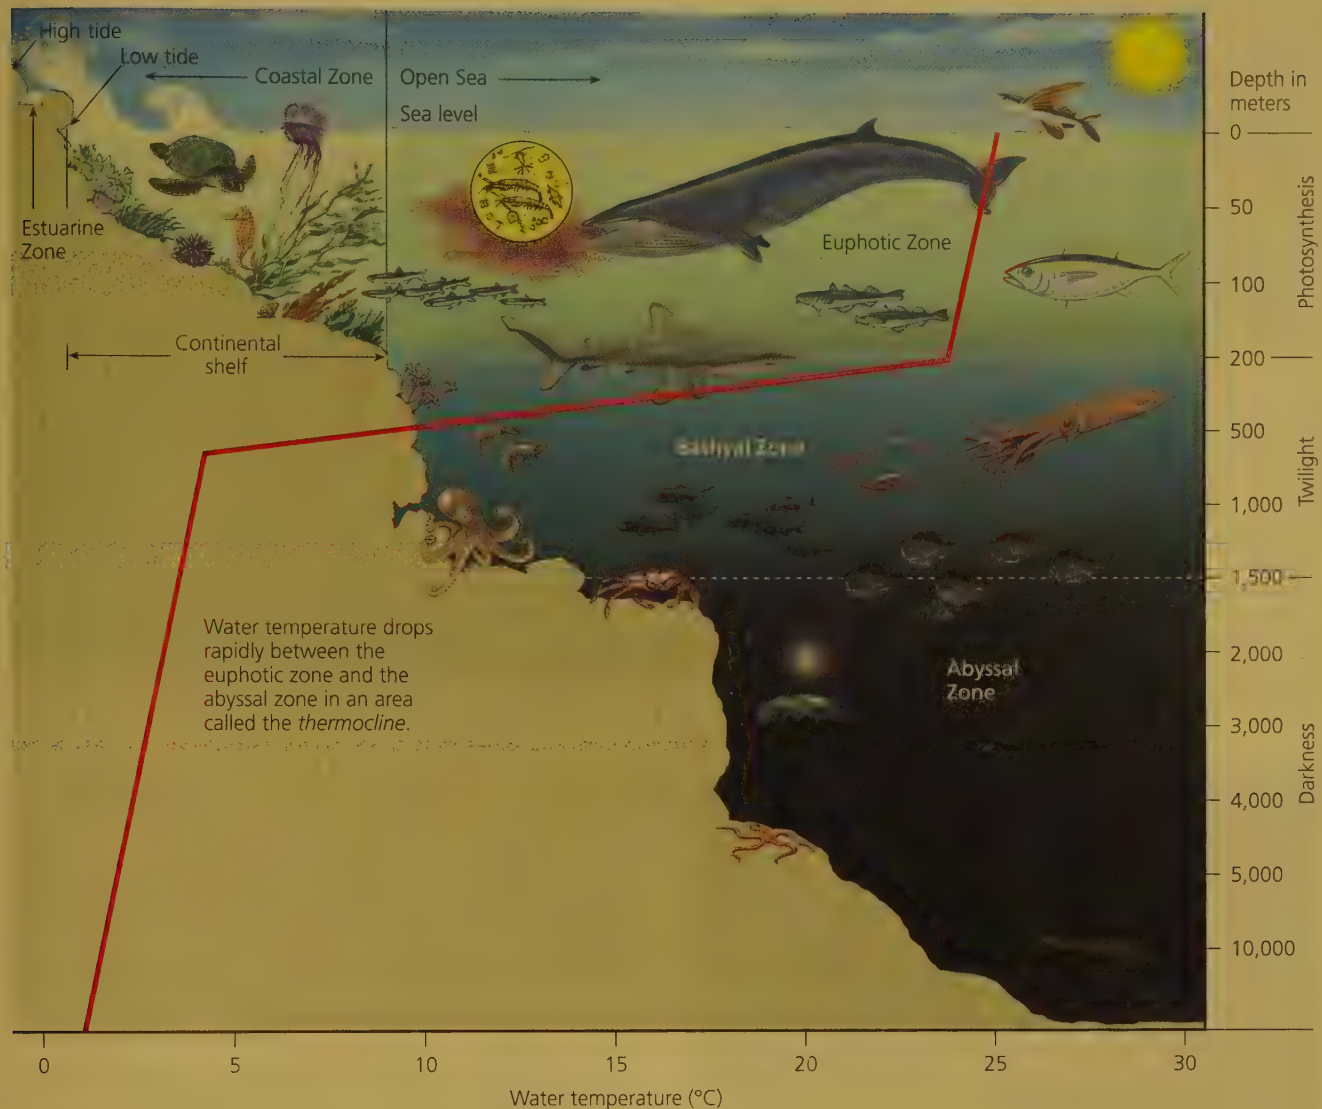 High tide
Low tide
Coastal Zone
Open Sea
Sea level
Depth in
meters
0
50
100
200
500
1,000
1,500
2,000
3,000
4,000
5,000
10,000
Photosynthesis
Twilight
Darkness
Estuarine
Zone
Euphotic Zone
Continental
shelf
Bathyal Zone
Water temperature drops
rapidly between the
euphotic zone and the
abyssal zone in an area
called the thermocline.
Abyssal
Zone
0
5
10
15
20
25
30
Water temperature (°C)